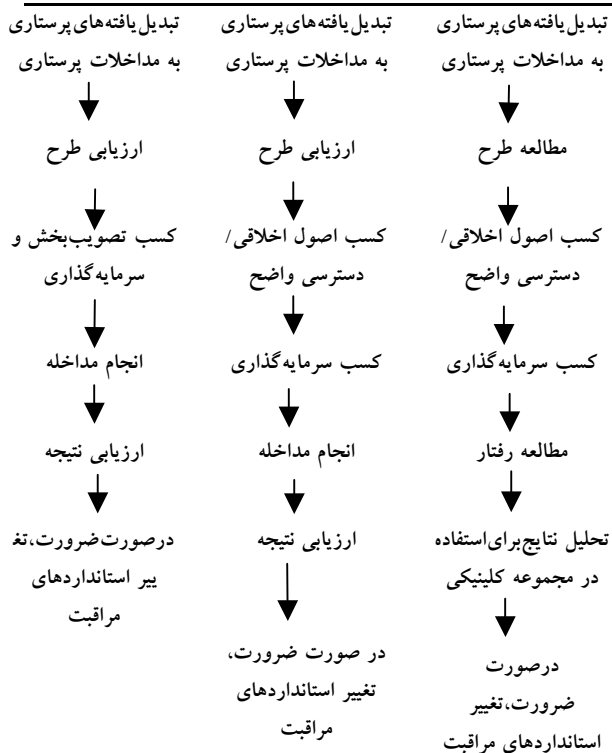 تبدیل‌یافته‌های‌پرستاری
به مداخلات پرستاری
مطالعه طرح
کسب اصول اخلاقی/
دسترسی واضح
کسب سرمایه‌گذاری
مطالعه رفتار
تحلیل نتایج‌برای‌استفاده
در مجموعه کلینیکی
درصورت
ضرورت،تغییر
استانداردهای مراقبت
تبدیل‌یافته‌های‌پرستاری
به مداخلات پرستاری
ارزیابی طرح
کسب اصول اخلاقی/
دسترسی واضح
کسب سرمایه‌گذاری
انجام مداخله
ارزیابی نتیجه
در صورت ضرورت،
تغییر استانداردهای
مراقبت
تبدیل‌یافته‌های‌پرستاری
به مداخلات پرستاری
ارزیابی طرح
کسب تصویب‌بخش و
سرمایه‌گذاری
انجام مداخله
ارزیابی نتیجه
درصورت‌ضرورت،تغ
ییر استانداردهای
مراقبت